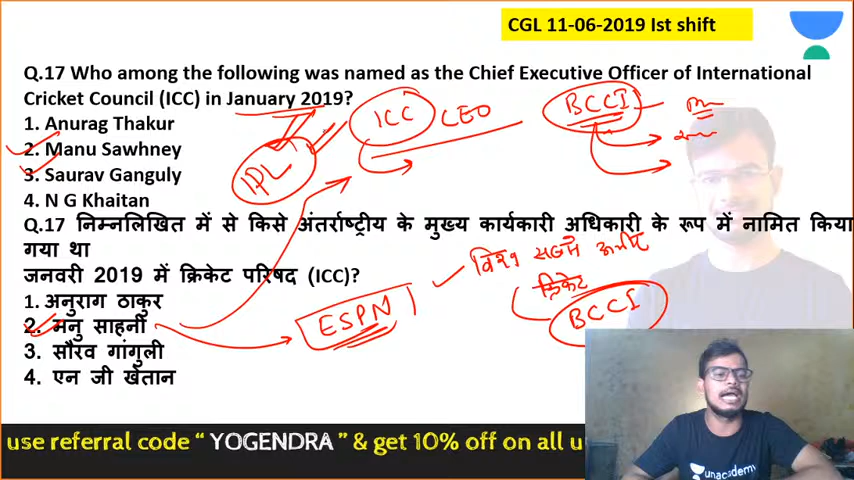 CGL 11-06-2019 Ist shift
Q.17 Who among the following was named as the Chief Executive Officer of International
Cricket Council (ICC) in January 2019?
1. Anurag Thakur
2. Manu Sawhney
3. Saurav Ganguly
4. N G Khaitan
ICC CEO
BCCI
IPL
Q.17 निम्नलिखित में से किसे अंतर्राष्ट्रीय के मुख्य कार्यकारी अधिकारी के रूप में नामित किया
गया था
जनवरी 2019 में क्रिकेट परिषद (ICC)?
1. अनुराग ठाकुर
2. मनु साहनी
3. सौरव गांगुली
4. एन जी खेतान
ESPN
क्रिकेट
BCCI
use referral code “ YOGENDRA ” & get 10% off on all u
unacademy